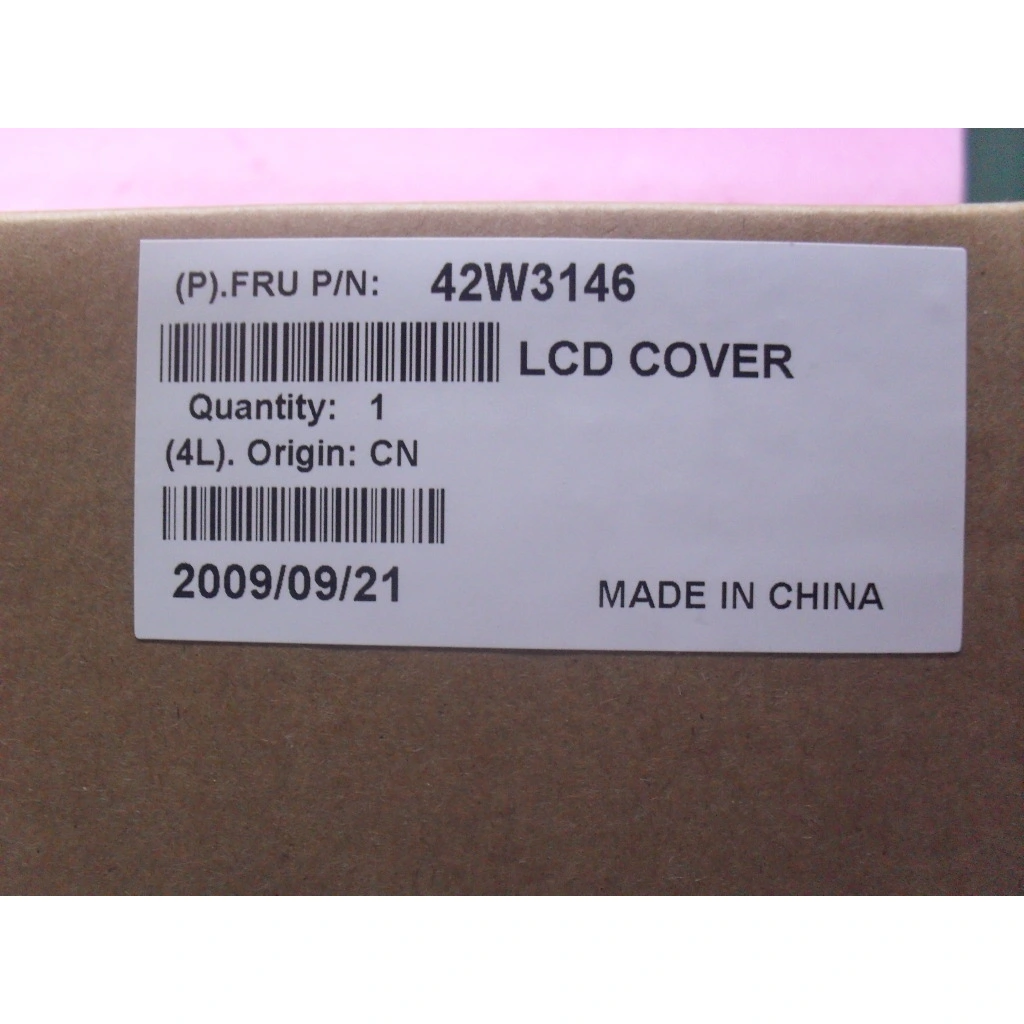 (P).FRU P/N: 42W3146
LCD COVER
Quantity: 1
(4L). Origin: CN
2009/09/21
MADE IN CHINA